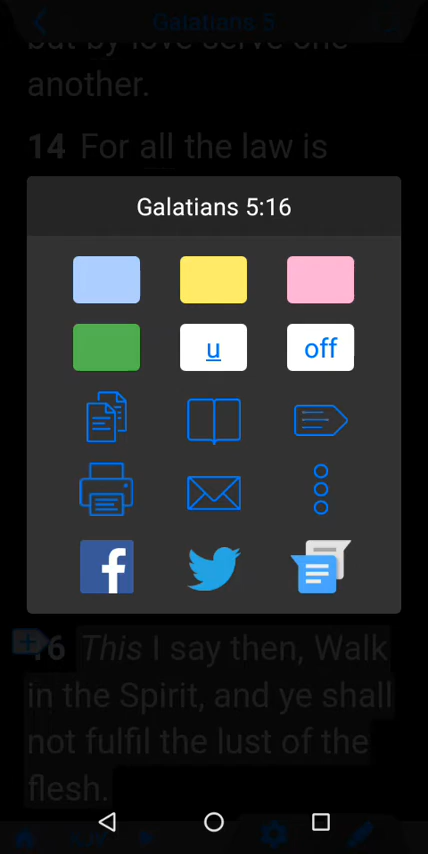 Galatians 5
but by love serve one
another.
14 For all the law is
Galatians 5:16
u
off
16 This I say then, Walk
in the Spirit, and ye shall
not fulfil the lust of the
flesh.